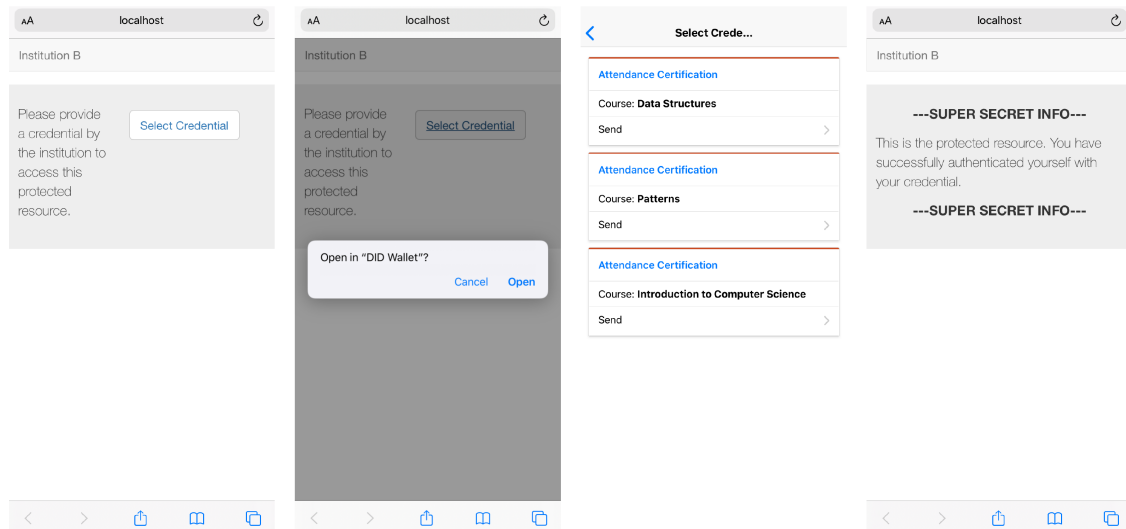 AA localhost
Institution B
Please provide
a credential by
the institution to
access this
protected
resource.
Select Credential
AA localhost
Institution B
Please provide
a credential by
the institution to
access this
protected
resource.
Select Credential
Open in “DID Wallet”?
Cancel Open
Select Crede...
Attendance Certification
Course: Data Structures
Send
Attendance Certification
Course: Patterns
Send
Attendance Certification
Course: Introduction to Computer Science
Send
AA localhost
Institution B
---SUPER SECRET INFO---
This is the protected resource. You have
successfully authenticated yourself with
your credential.
---SUPER SECRET INFO---